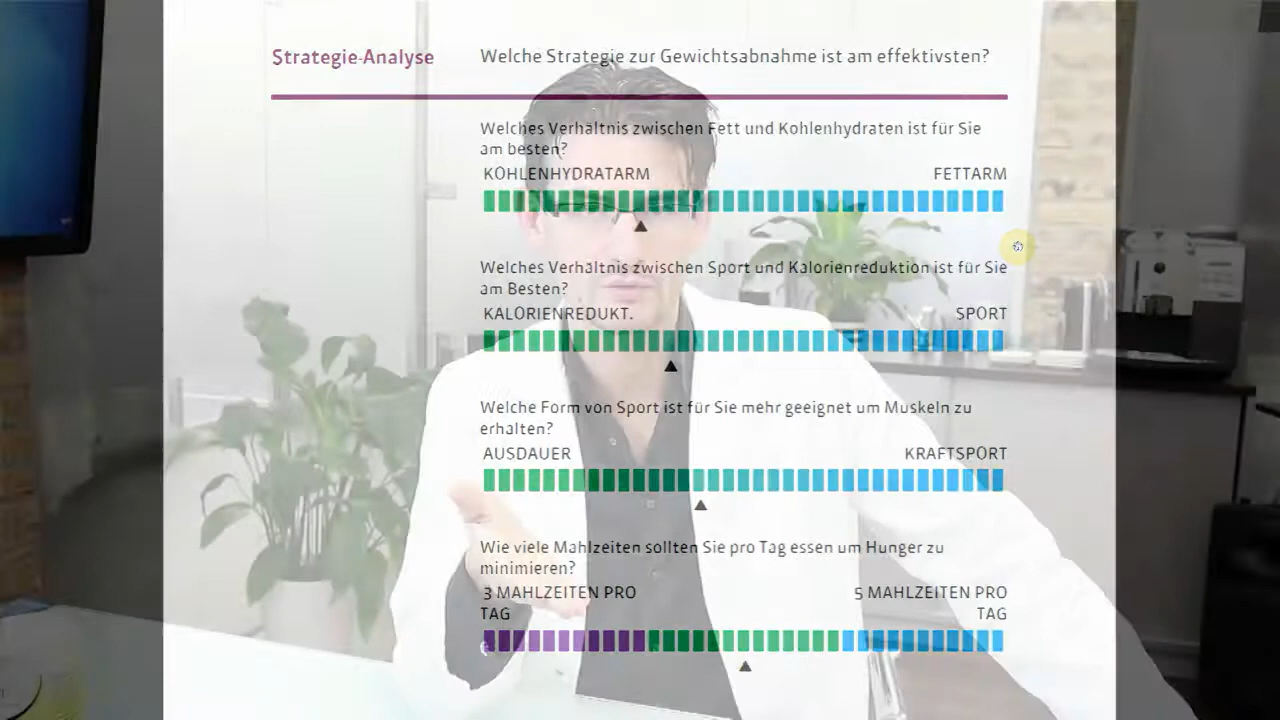 Strategie-Analyse
Welche Strategie zur Gewichtsabnahme ist am effektivsten?
Welches Verhältnis zwischen Fett und Kohlenhydraten ist für Sie
am besten?
KOHLENHYDRATARM
FETTARM
Welches Verhältnis zwischen Sport und Kalorienreduktion ist für Sie
am Besten?
KALORIENREDUKT.
SPORT
Welche Form von Sport ist für Sie mehr geeignet um Muskeln zu
erhalten?
AUSDAUER
KRAFTSPORT
Wie viele Mahlzeiten sollten Sie pro Tag essen um Hunger zu
minimieren?
3 MAHLZEITEN PRO
TAG
5 MAHLZEITEN PRO
TAG